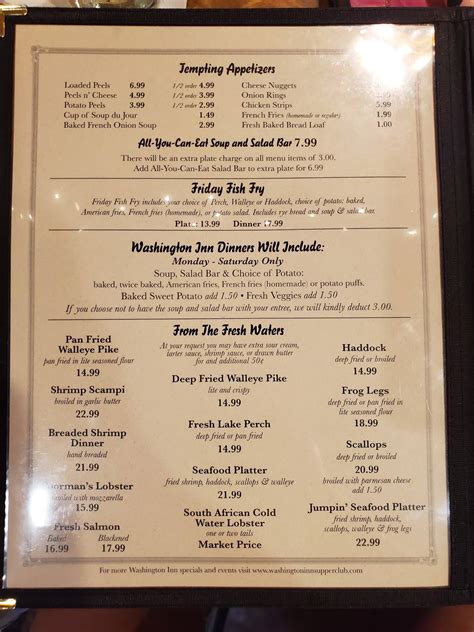 Tempting Appetizers
Loaded Peels 6.99 1/2 order 4.99
Peels n' Cheese 4.99 1/2 order 3.99
Potato Peels 3.99 1/2 order 2.99
Cup of Soup du Jour 1.49
Baked French Onion Soup 2.99
Cheese Nuggets
Onion Rings
Chicken Strips 5.99
French Fries (homemade or regular) 1.99
Fresh Baked Bread Loaf 1.00
All-You-Can-Eat Soup and Salad Bar 7.99
There will be an extra plate charge on all menu items of 3.00.
Add All-You-Can-Eat Salad Bar to extra plate for 6.99
Friday Fish Fry
Friday Fish Fry includes your choice of Perch, Walleye or Haddock, choice of potato: baked,
American fries, French fries (homemade), or potato salad. Includes rye bread and soup & salad bar.
Plate 13.99 Dinner 17.99
Washington Inn Dinners Will Include:
Monday - Saturday Only
Soup, Salad Bar & Choice of Potato:
baked, twice baked, American fries, French fries (homemade) or potato puffs.
Baked Sweet Potato add 1.50 • Fresh Veggies add 1.50
If you choose not to have the soup and salad bar with your entree, we will kindly deduct 3.00.
From The Fresh Waters
At your request you may have extra sour cream,
tarter sauce, shrimp sauce, or drawn butter
for and additional 50¢
Pan Fried
Walleye Pike
pan fried in lite seasoned flour
14.99
Shrimp Scampi
broiled in garlic butter
22.99
Breaded Shrimp
Dinner
hand breaded
21.99
orman's Lobster
broiled with mozzarella
15.99
Fresh Salmon
Baked Blackened
16.99 17.99
Deep Fried Walleye Pike
lite and crispy
14.99
Fresh Lake Perch
deep fried or pan fried
14.99
Seafood Platter
fried shrimp, haddock, scallops & walleye
21.99
South African Cold
Water Lobster
one or two tails
Market Price
Haddock
deep fried or broiled
14.99
Frog Legs
deep fried or pan fried in
lite seasoned flour
18.99
Scallops
deep fried or broiled
20.99
broiled with parmesan cheese
add 1.50
Jumpin' Seafood Platter
fried shrimp, haddock,
scallops, walleye & frog legs
22.99
For more Washington Inn specials and events visit www.washingtoninnsupperclub.com.